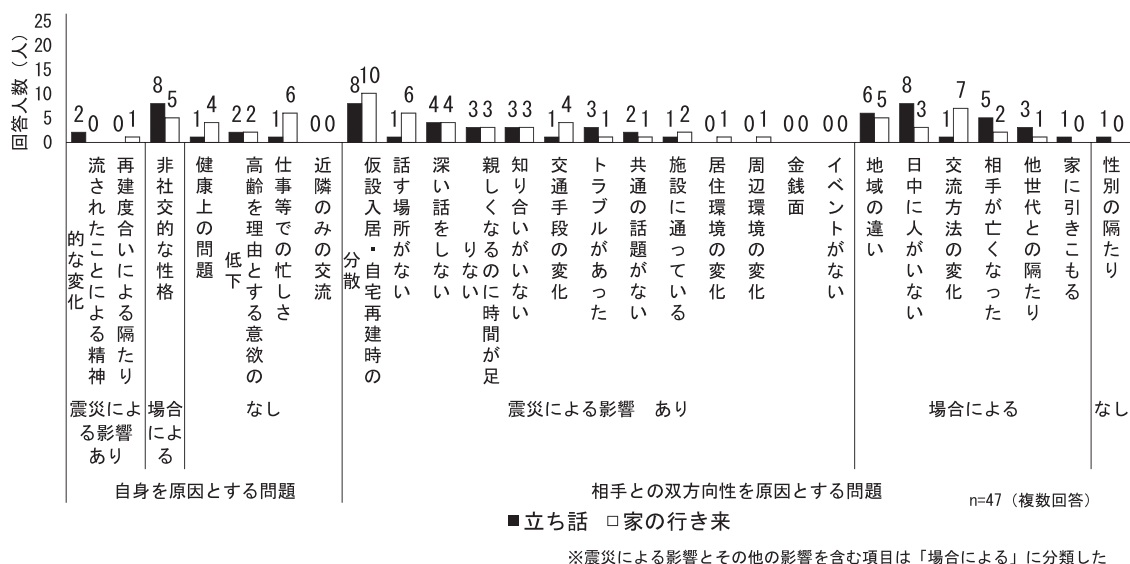 回答人数（人）
25
20
15
10
5
0
2 0
0 1
8 5
1 4
2 2
1 6
0 0
8 10
1 6
4 4
3 3
3 3
1 4
3 1
2 1
1 2
0 1
0 1
0 0
0 0
6 5
8 3
1 7
5 2
3 1
1 0
1 0
流されたことによる精神
的な変化
再建度合いによる隔たり
非社交的な性格
健康上の問題
高齢を理由とする意欲の
低下
仕事等での忙しさ
近隣のみの交流
仮設入居・自宅再建時の
分散
話す場所がない
深い話をしない
親しくなるのに時間が足
りない
知り合いがいない
交通手段の変化
トラブルがあった
共通の話題がない
施設に通っている
居住環境の変化
周辺環境の変化
金銭面
イベントがない
地域の違い
日中に人がいない
交流方法の変化
相手が亡くなった
他世代との隔たり
家に引きこもる
性別の隔たり
震災によ
る影響
あり
場合
によ
る
なし
震災による影響　あり
場合による
なし
自身を原因とする問題
相手との双方向性を原因とする問題
n=47（複数回答）
■立ち話　□家の行き来
※震災による影響とその他の影響を含む項目は「場合による」に分類した